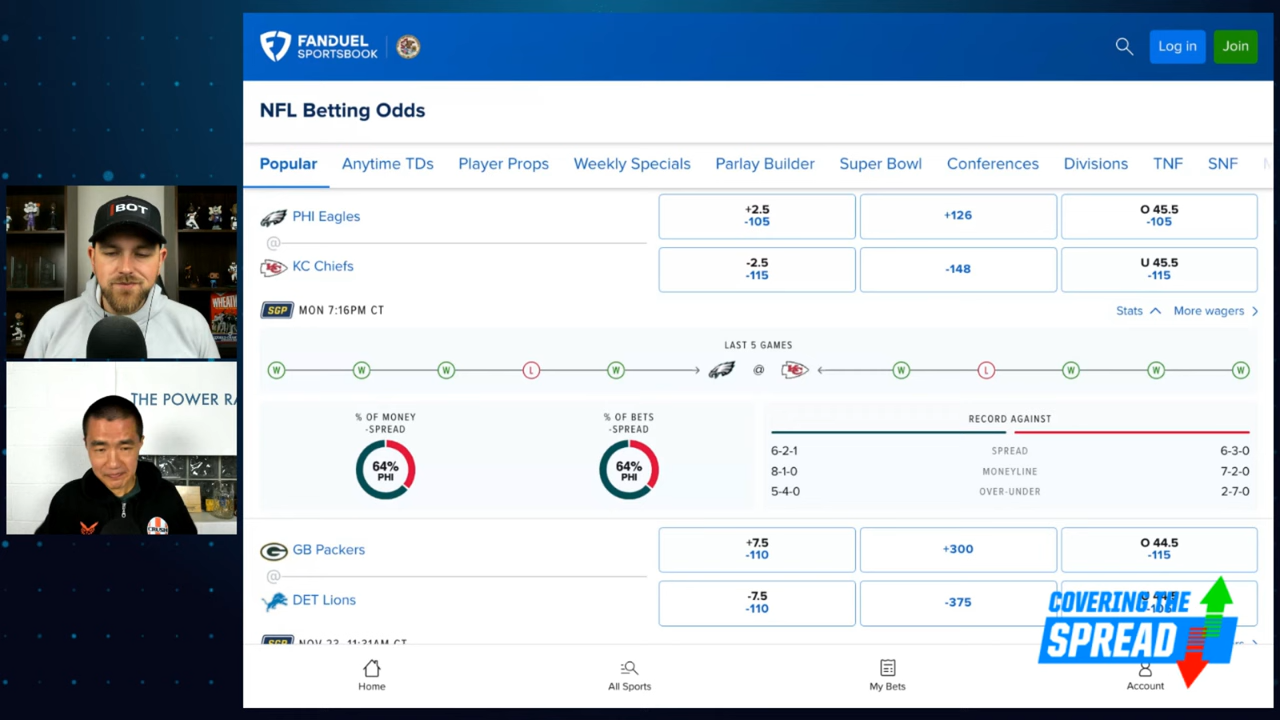 FANDUEL
SPORTSBOOK
Log in
Join
NFL Betting Odds
Popular
Anytime TDs
Player Props
Weekly Specials
Parlay Builder
Super Bowl
Conferences
Divisions
TNF
SNF
PHI Eagles
+2.5
-105
+126
O 45.5
-105
@
KC Chiefs
-2.5
-115
-148
U 45.5
-115
SGP MON 7:16PM CT
Stats
More wagers
LAST 5 GAMES
W
W
W
L
W
@
W
L
W
W
W
% OF MONEY
-SPREAD
64%
PHI
% OF BETS
-SPREAD
64%
PHI
RECORD AGAINST
6-2-1 SPREAD 6-3-0
8-1-0 MONEYLINE 7-2-0
5-4-0 OVER-UNDER 2-7-0
GB Packers
+7.5
-110
+300
O 44.5
-115
@
DET Lions
-7.5
-110
-375
COVERING THE
SPREAD
Home
All Sports
My Bets
Account
BOT
THE POWER RA